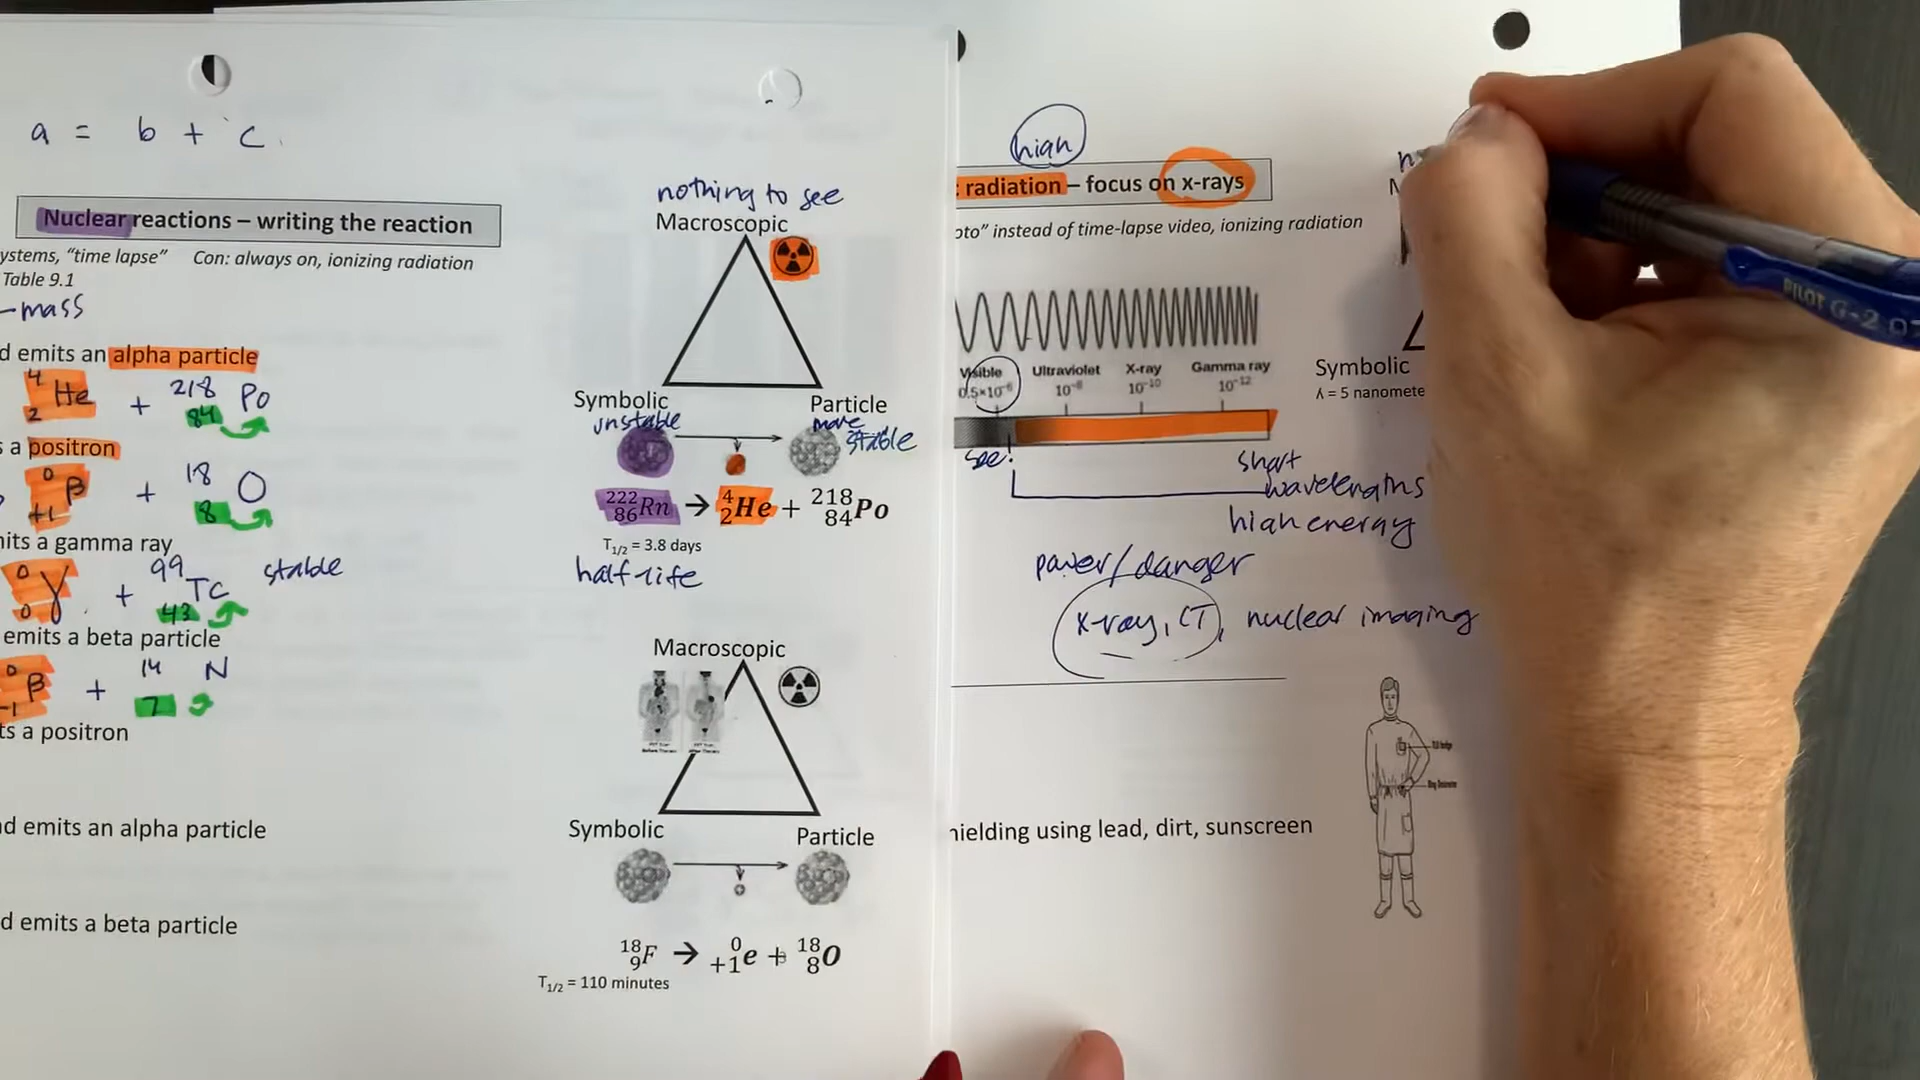 a = b + c
Nuclear reactions – writing the reaction
ystems, “time lapse” Con: always on, ionizing radiation
Table 9.1
-mass
d emits an alpha particle
4 2 He + 218 84 Po
s a positron
0 +1 β + 18 8 O
nits a gamma ray
0 0 γ + 99 43 Tc stable
emits a beta particle
0 -1 β + 14 7 N
ts a positron
nd emits an alpha particle
d emits a beta particle
nothing to see
Macroscopic
Symbolic
Particle
unstable
more stable
222 86 Rn → 4 2 He + 218 84 Po
T1/2 = 3.8 days
half-life
Macroscopic
Symbolic
Particle
18 9 F → 0 +1 e + 18 8 O
T1/2 = 110 minutes
high
: radiation – focus on x-rays
oto” instead of time-lapse video, ionizing radiation
Visible Ultraviolet X-ray Gamma ray
0.5×10⁻⁶ 10⁻⁸ 10⁻¹⁰ 10⁻¹²
see!
short
wavelengths
high energy
power/danger
x-ray, CT, nuclear imaging
hielding using lead, dirt, sunscreen
Symbolic
λ = 5 nanomete
PILOT G-2 07